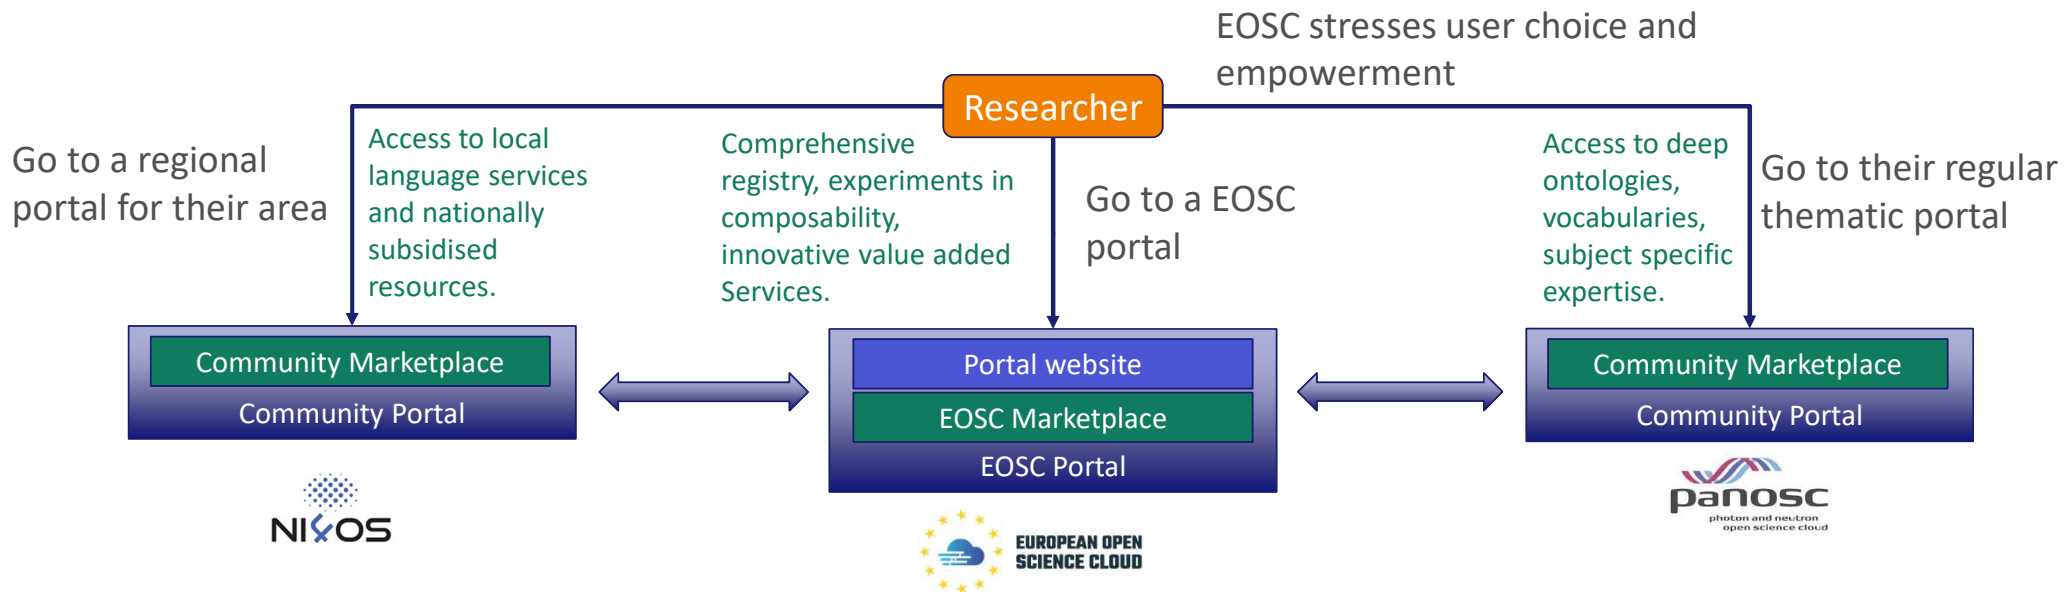 EOSC stresses user choice and
empowerment
Researcher
Go to a regional
portal for their area
Access to local
language services
and nationally
subsidised
resources.
Comprehensive
registry, experiments in
composability,
innovative value added
Services.
Go to a EOSC
portal
Access to deep
ontologies,
vocabularies,
subject specific
expertise.
Go to their regular
thematic portal
Community Marketplace
Community Portal
Portal website
EOSC Marketplace
EOSC Portal
Community Marketplace
Community Portal
NI4OS
EUROPEAN OPEN
SCIENCE CLOUD
panosc
photon and neutron
open science cloud